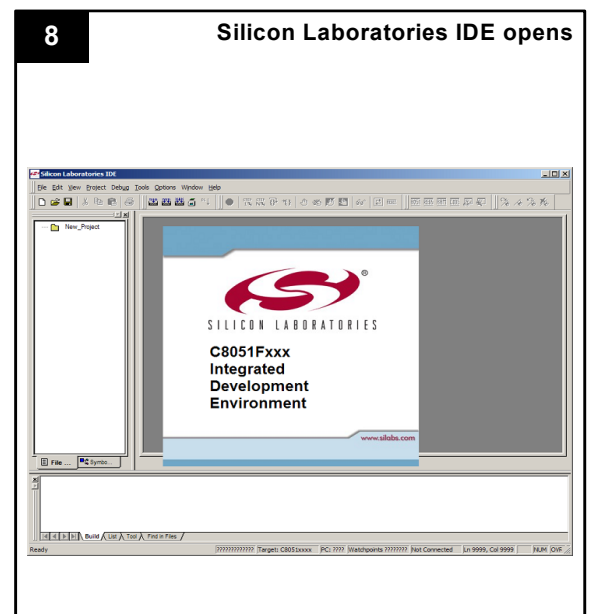 8
Silicon Laboratories IDE opens
Silicon Laboratories IDE
File Edit View Project Debug Tools Options Window Help
New_Project
®
SILICON LABORATORIES
C8051Fxxx
Integrated
Development
Environment
www.silabs.com
File ... Symbo...
Build List Tool Find in Files
Ready ????????????? Target: C8051xxxx PC: ???? Watchpoints ???????? Not Connected Ln 9999, Col 9999 NUM OVR